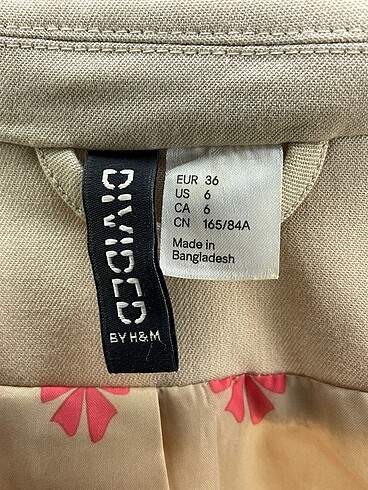 DIVIDED
BY H&M
EUR 36
US 6
CA 6
CN 165/84A
Made in
Bangladesh